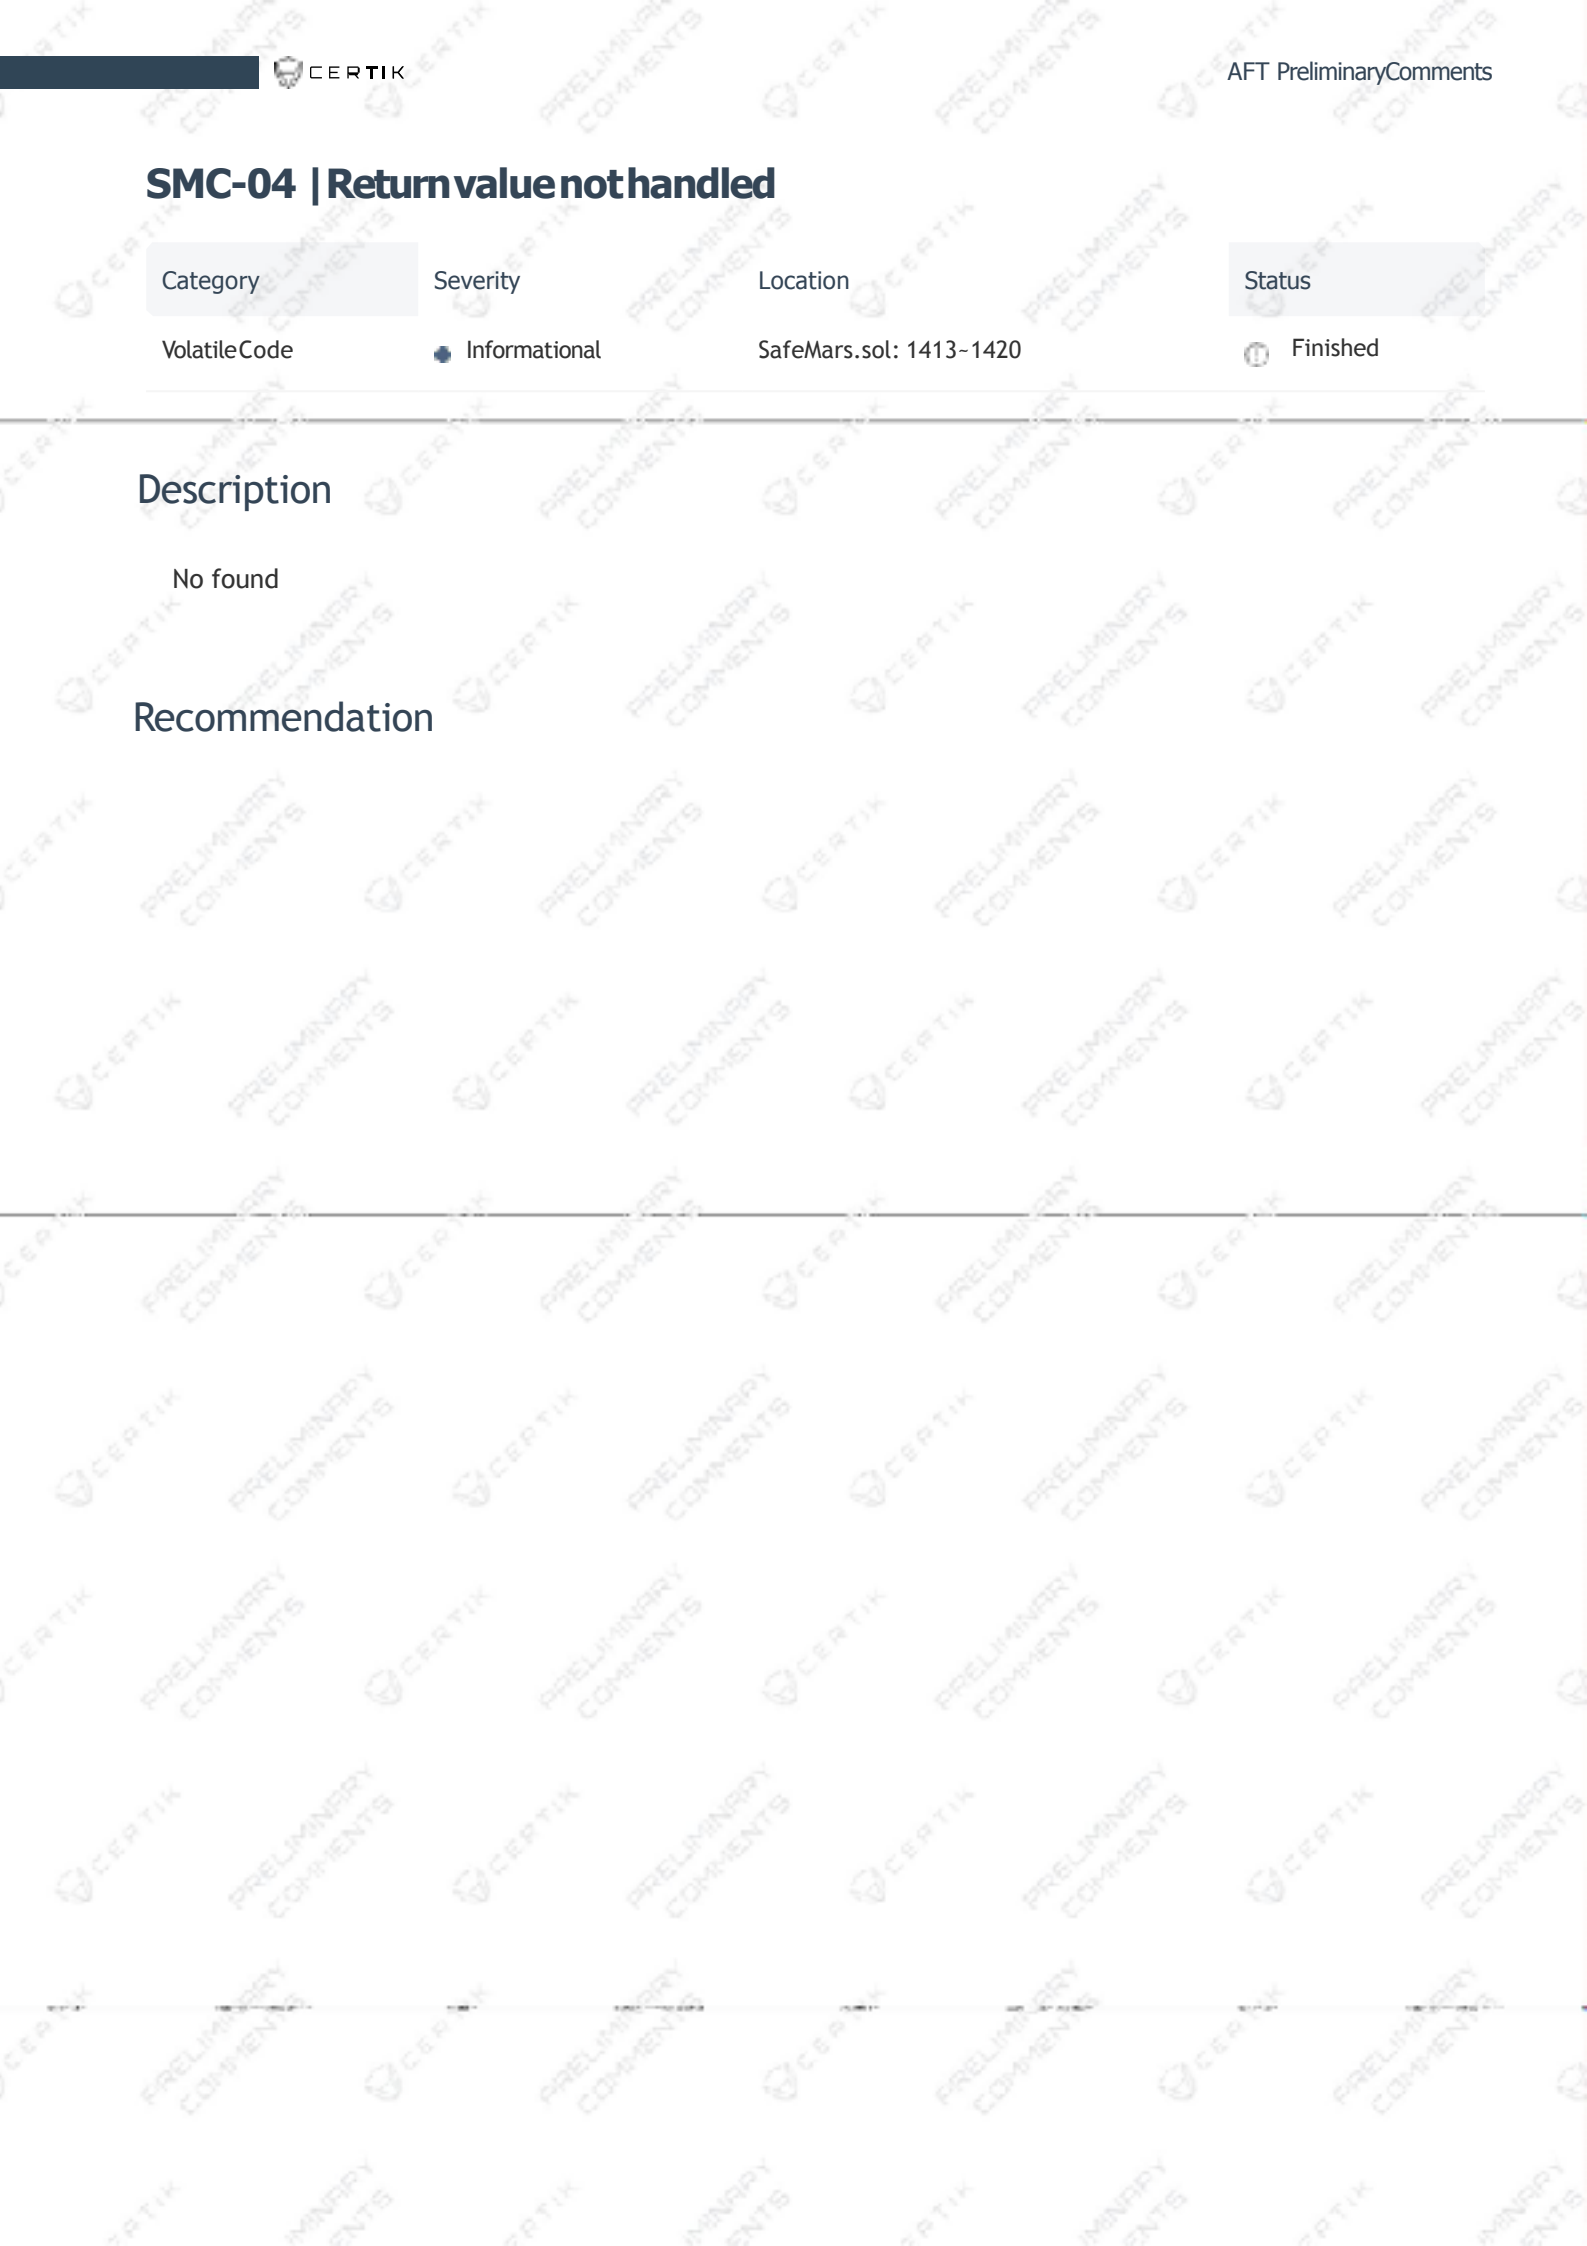 CERTIK
AFT PreliminaryComments
SMC-04 | Return value not handled
Category Severity Location Status
VolatileCode Informational SafeMars.sol: 1413~1420 Finished
Description
No found
Recommendation